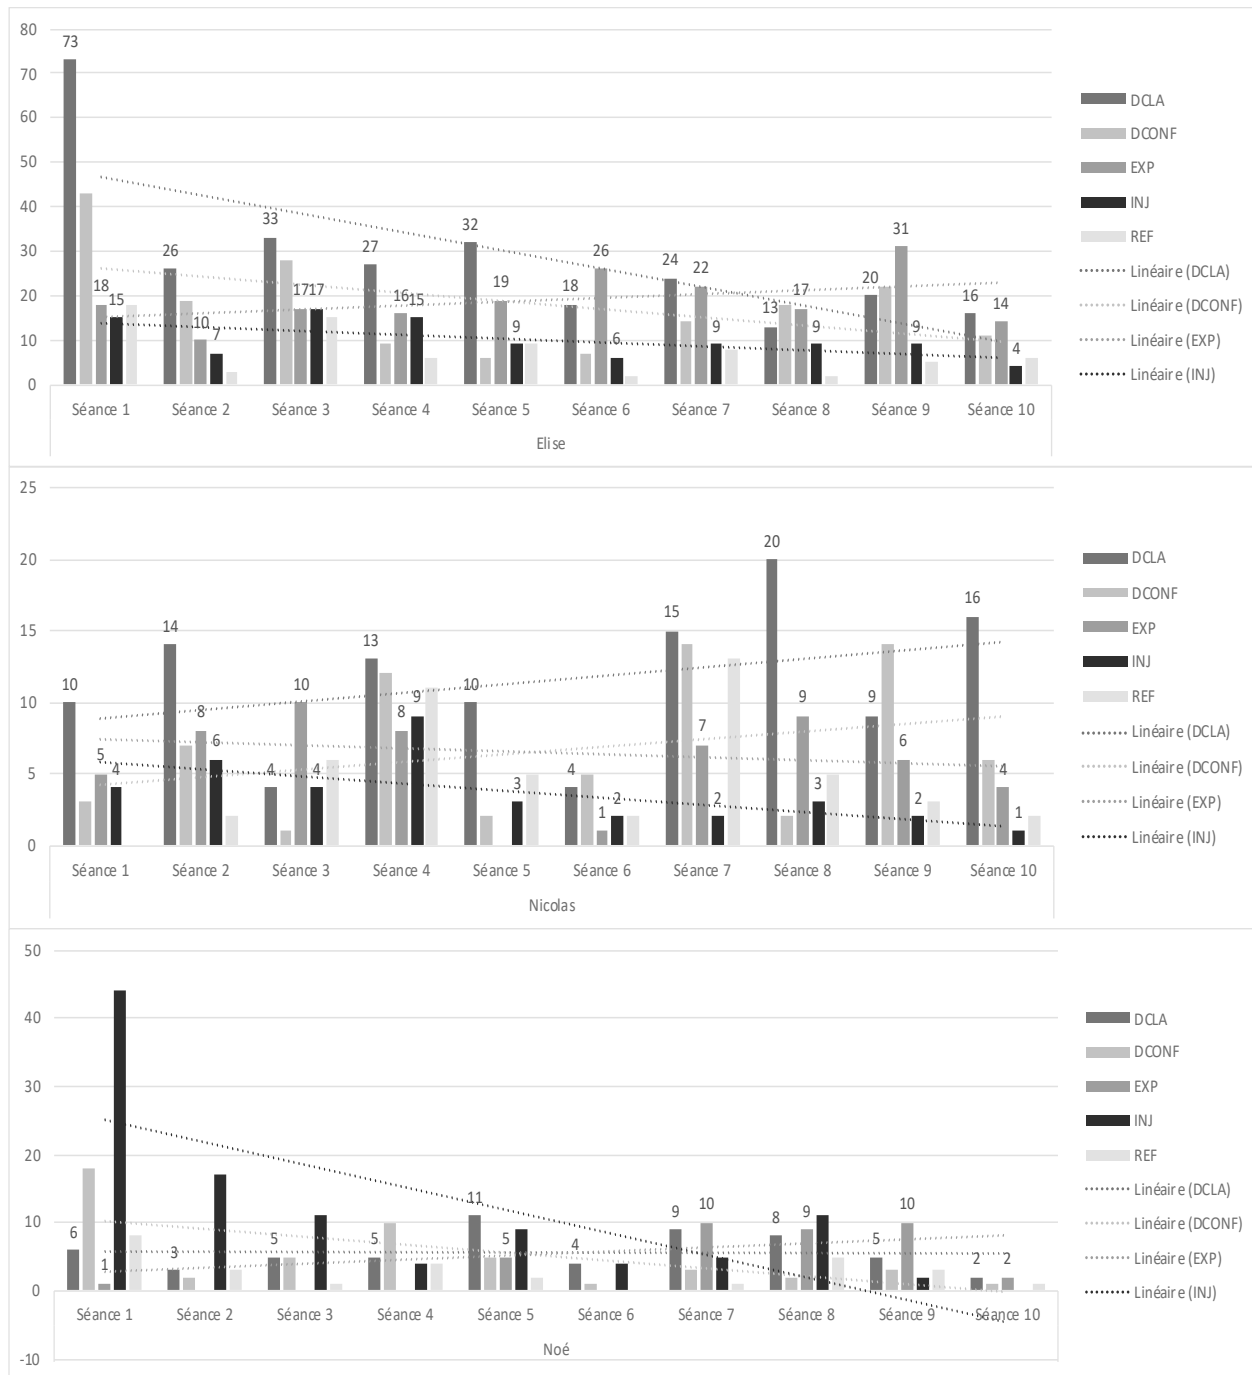 80
70
60
50
40
30
20
10
0
73
18
15
26
10
7
33
17
17
27
16
15
32
19
9
18
26
6
24
22
9
13
17
9
20
31
9
16
14
4
Séance 1 Séance 2 Séance 3 Séance 4 Séance 5 Séance 6 Séance 7 Séance 8 Séance 9 Séance 10
Elise
DCLA
DCONF
EXP
INJ
REF
Linéaire (DCLA)
Linéaire (DCONF)
Linéaire (EXP)
Linéaire (INJ)
25
20
15
10
5
0
10
5
4
14
8
6
4
10
4
13
8
9
10
3
4
1
2
15
7
2
20
9
3
9
6
2
16
4
1
Séance 1 Séance 2 Séance 3 Séance 4 Séance 5 Séance 6 Séance 7 Séance 8 Séance 9 Séance 10
Nicolas
DCLA
DCONF
EXP
INJ
REF
Linéaire (DCLA)
Linéaire (DCONF)
Linéaire (EXP)
Linéaire (INJ)
50
40
30
20
10
0
-10
6
1
3
5
5
11
5
4
9
10
8
9
5
10
2
2
Séance 1 Séance 2 Séance 3 Séance 4 Séance 5 Séance 6 Séance 7 Séance 8 Séance 9 Séance 10
Noé
DCLA
DCONF
EXP
INJ
REF
Linéaire (DCLA)
Linéaire (DCONF)
Linéaire (EXP)
Linéaire (INJ)